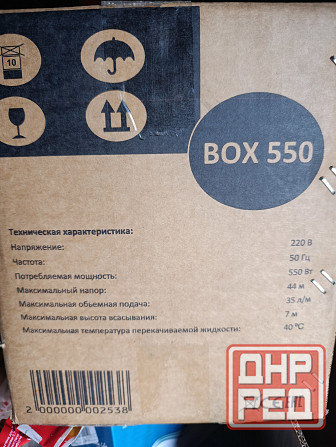 10
BOX 550
Техническая характеристика:
Напряжение: 220 В
Частота: 50 Гц
Потребляемая мощность: 550 Вт
Максимальный напор: 44 м
Максимальная объемная подача: 35 л/м
Максимальная высота всасывания: 7 м
Максимальная температура перекачиваемой жидкости: 40 °С
2 000000 002538
ДНР
РЕД